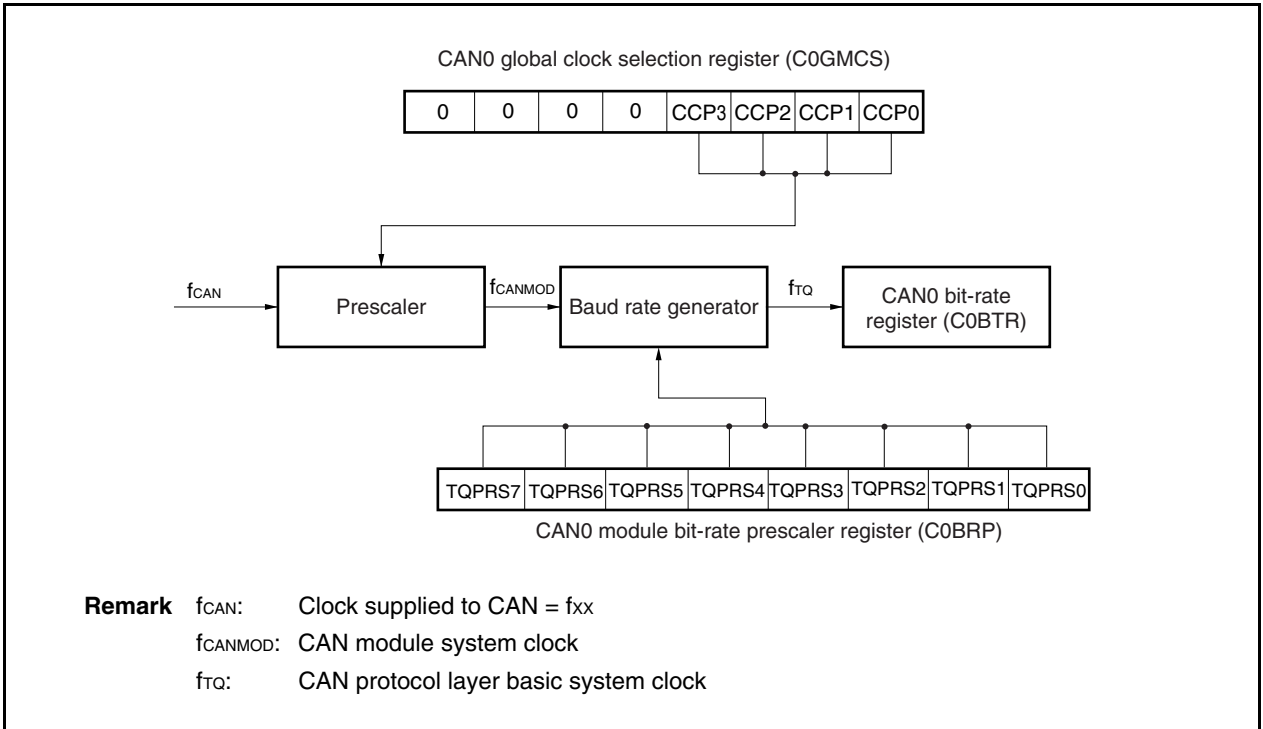 CAN0 global clock selection register (C0GMCS)
0 0 0 0 CCP3 CCP2 CCP1 CCP0
fCAN
Prescaler
fCANMOD
Baud rate generator
fTQ
CAN0 bit-rate
register (C0BTR)
TQPRS7 TQPRS6 TQPRS5 TQPRS4 TQPRS3 TQPRS2 TQPRS1 TQPRS0
CAN0 module bit-rate prescaler register (C0BRP)
Remark fCAN: Clock supplied to CAN = fXX
fCANMOD: CAN module system clock
fTQ: CAN protocol layer basic system clock